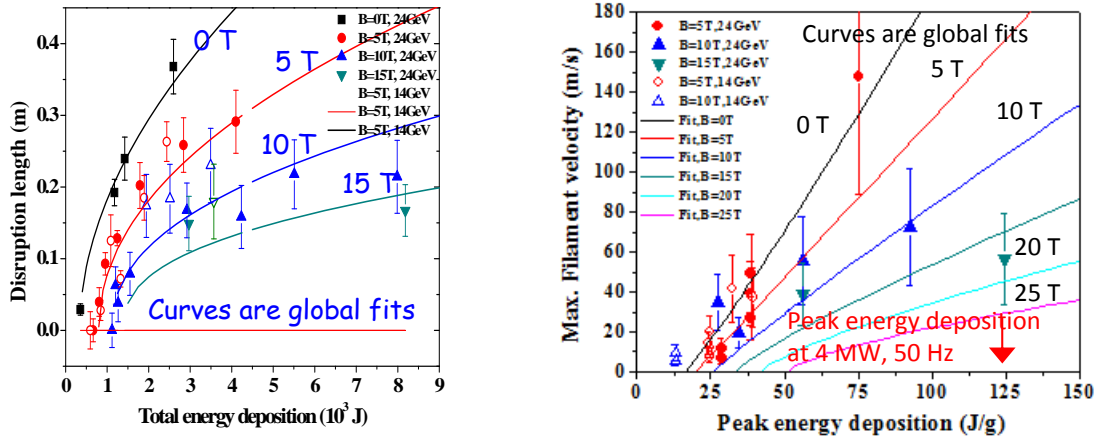 B=0T, 24GeV
B=5T, 24GeV
B=10T, 24GeV
B=15T, 24GeV
B=5T, 14GeV
B=5T, 14GeV
B=5T, 14GeV
0 T
5 T
10 T
15 T
Curves are global fits
0.4
0.3
0.2
0.1
0.0
Disruption length (m)
0 1 2 3 4 5 6 7 8 9
Total energy deposition (10³ J)
B=5T,24GeV
B=10T,24GeV
B=15T,24GeV
B=5T,14GeV
B=10T,14GeV
Fit,B=0T
Fit,B=5T
Fit,B=10T
Fit,B=15T
Fit,B=20T
Fit,B=25T
Curves are global fits
0 T
5 T
10 T
20 T
25 T
Peak energy deposition
at 4 MW, 50 Hz
180
160
140
120
100
80
60
40
20
0
Max. Filament velocity (m/s)
0 25 50 75 100 125 150
Peak energy deposition (J/g)